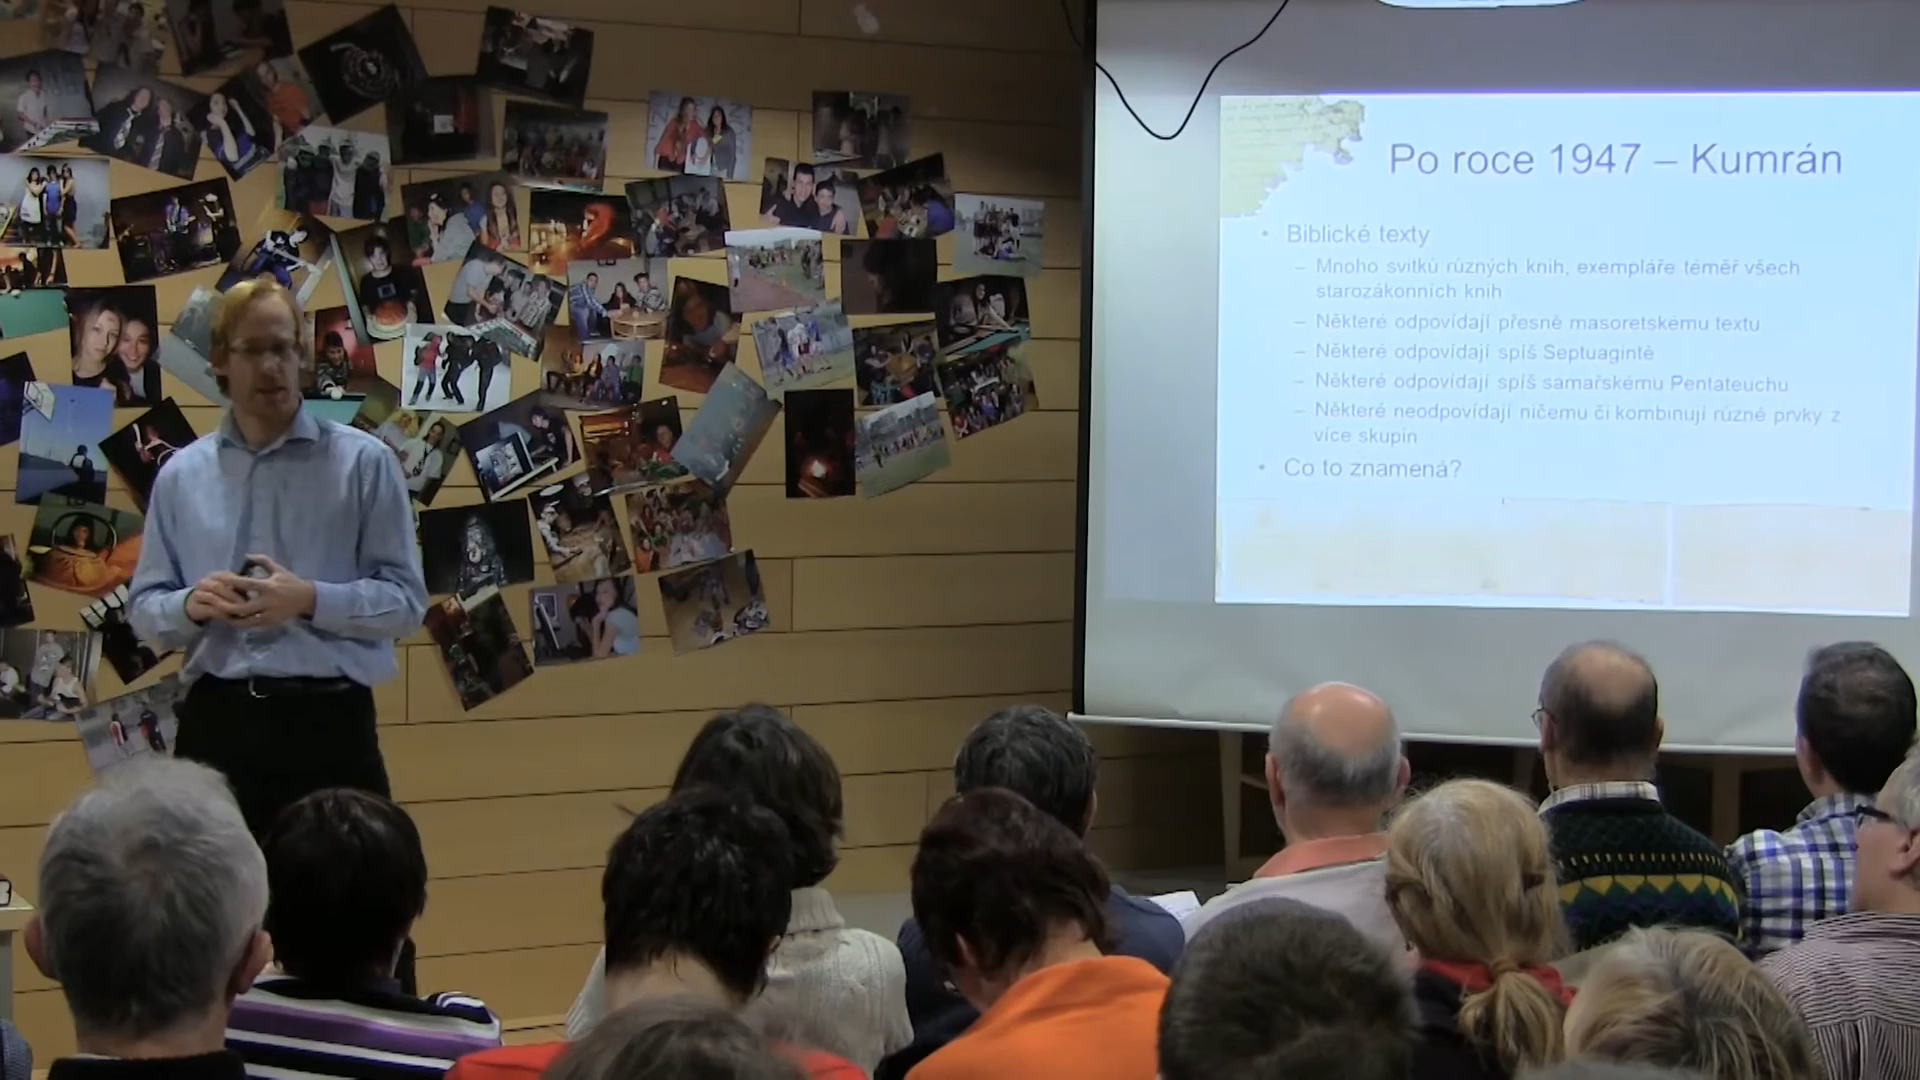 Po roce 1947 – Kumrán
• Biblické texty
– Mnoho svitků různých knih, exempláře téměř všech
starozákonních knih
– Některé odpovídají přesně masoretskému textu
– Některé odpovídají spíš Septuagintě
– Některé odpovídají spíš samařskému Pentateuchu
– Některé neodpovídají ničemu či kombinují různé prvky z
více skupin
• Co to znamená?